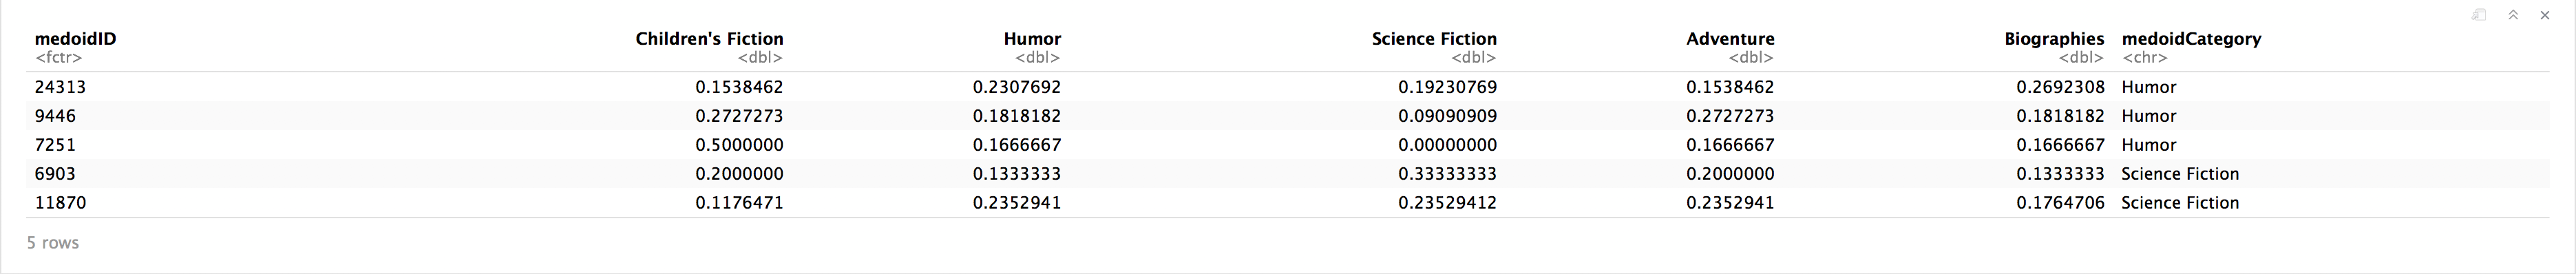 medoidID Children's Fiction Humor Science Fiction Adventure Biographies medoidCategory
<fctr> <dbl> <dbl> <dbl> <dbl> <dbl> <chr>
24313 0.1538462 0.2307692 0.19230769 0.1538462 0.2692308 Humor
9446 0.2727273 0.1818182 0.09090909 0.2727273 0.1818182 Humor
7251 0.5000000 0.1666667 0.00000000 0.1666667 0.1666667 Humor
6903 0.2000000 0.1333333 0.33333333 0.2000000 0.1333333 Science Fiction
11870 0.1176471 0.2352941 0.23529412 0.2352941 0.1764706 Science Fiction
5 rows